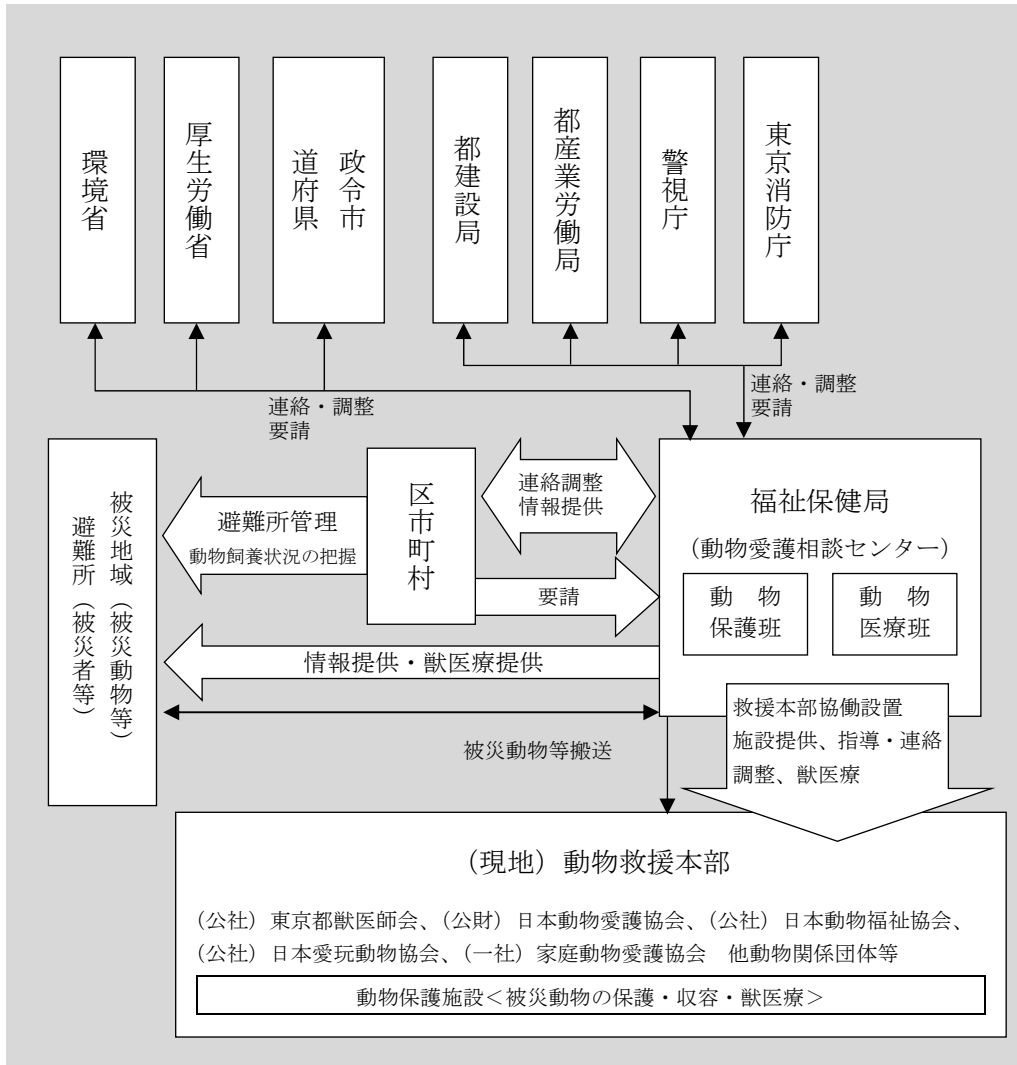 環境省
厚生労働省
政令市
道府県
都建設局
都産業労働局
警視庁
東京消防庁
連絡・調整
要請
連絡・調整
要請
被災地域（被災動物等）
避難所（被災者等）
避難所管理
動物飼養状況の把握
区市町村
連絡調整
情報提供
要請
福祉保健局
（動物愛護相談センター）
動　物
保護班
動　物
医療班
情報提供・獣医療提供
被災動物等搬送
救援本部協働設置
施設提供、指導・連絡
調整、獣医療
（現地）動物救援本部
（公社）東京都獣医師会、（公財）日本動物愛護協会、（公社）日本動物福祉協会、
（公社）日本愛玩動物協会、（一社）家庭動物愛護協会　他動物関係団体等
動物保護施設＜被災動物の保護・収容・獣医療＞